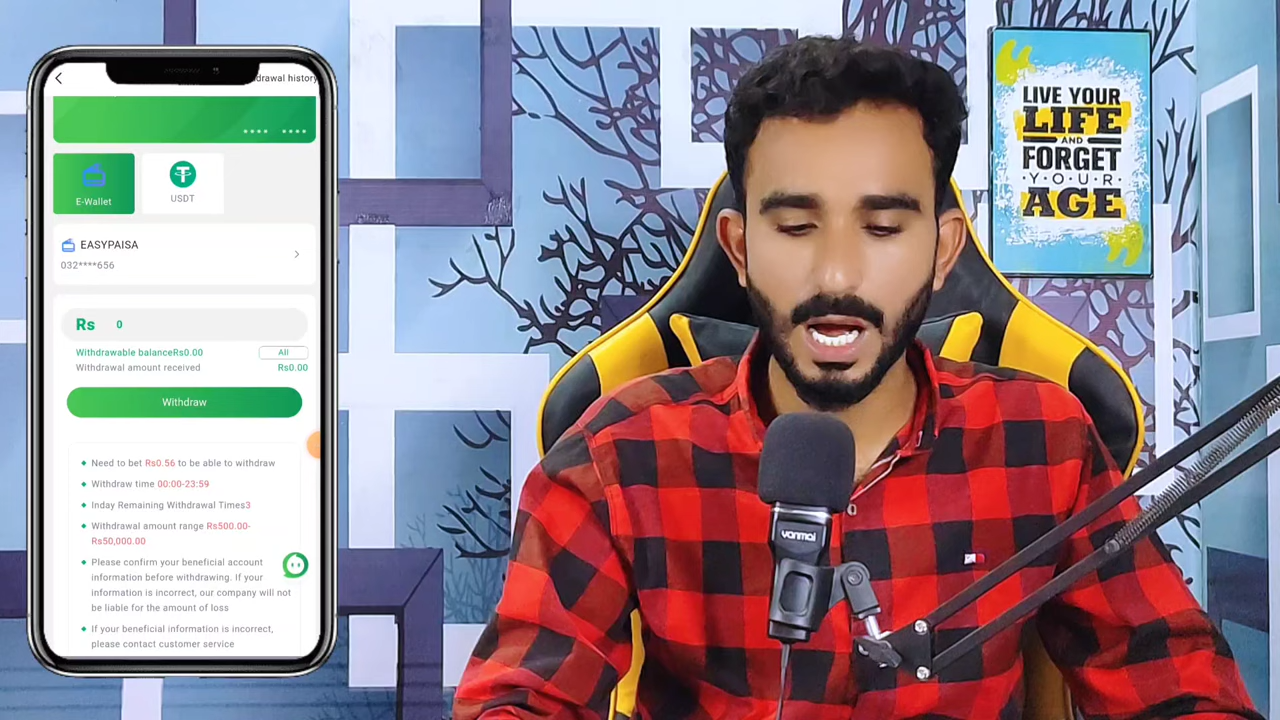 drawal history
E-Wallet
USDT
EASYPAISA
032****656
Rs 0
Withdrawable balanceRs0.00
All
Withdrawal amount received
Rs0.00
Withdraw
Need to bet Rs0.56 to be able to withdraw
Withdraw time 00:00-23:59
Inday Remaining Withdrawal Times3
Withdrawal amount range Rs500.00-
Rs50,000.00
Please confirm your beneficial account
information before withdrawing. If your
information is incorrect, our company will not
be liable for the amount of loss
If your beneficial information is incorrect,
please contact customer service
LIVE YOUR
LIFE
AND
FORGET
·YOUR·
AGE
vanmai